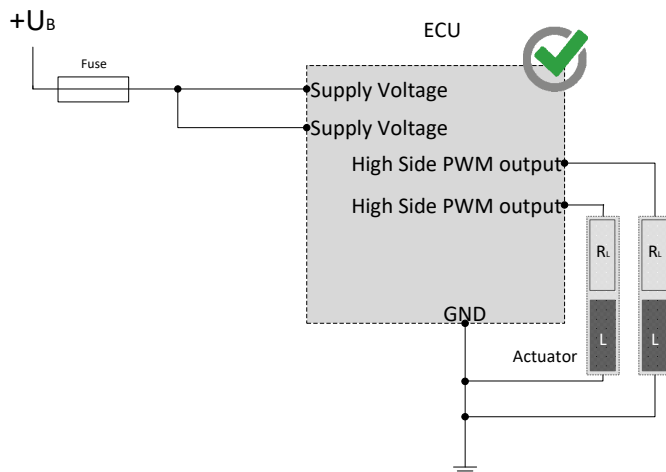 +UB
ECU
Fuse
Supply Voltage
Supply Voltage
High Side PWM output
High Side PWM output
RL
RL
GND
L
L
Actuator